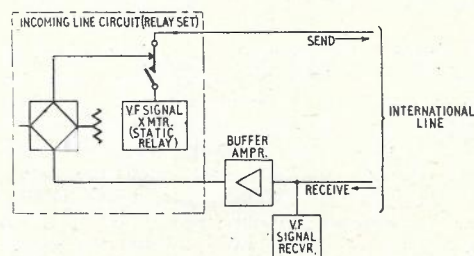 INCOMING LINE CIRCUIT (RELAY SET)
SEND
V.F SIGNAL
XMTR.
(STATIC
RELAY)
INTERNATIONAL
LINE
BUFFER
AMPR.
RECEIVE
V.F
SIGNAL
RECVR.